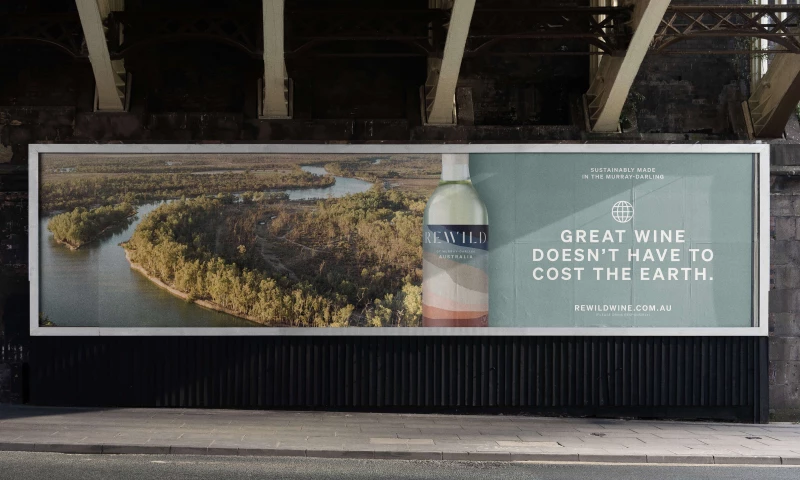 REWILD
AUSTRALIA
SUSTAINABLY MADE
IN THE MURRAY-DARLING
GREAT WINE
DOESN'T HAVE TO
COST THE EARTH.
REWILDWINE.COM.AU